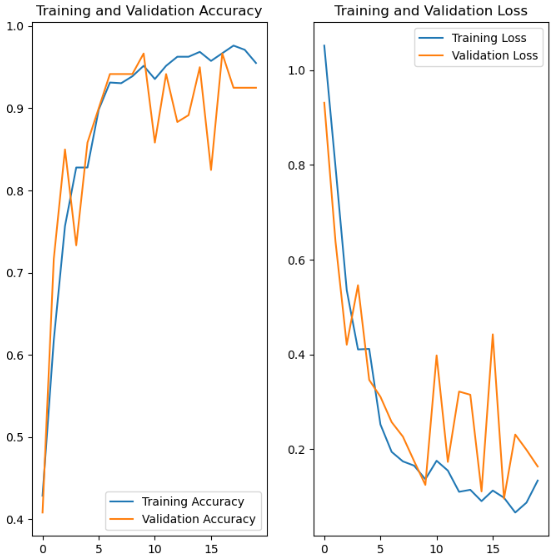 Training and Validation Accuracy
1.0
0.9
0.8
0.7
0.6
0.5
0.4
0 5 10 15
Training Accuracy
Validation Accuracy
Training and Validation Loss
1.0
0.8
0.6
0.4
0.2
0 5 10 15
Training Loss
Validation Loss